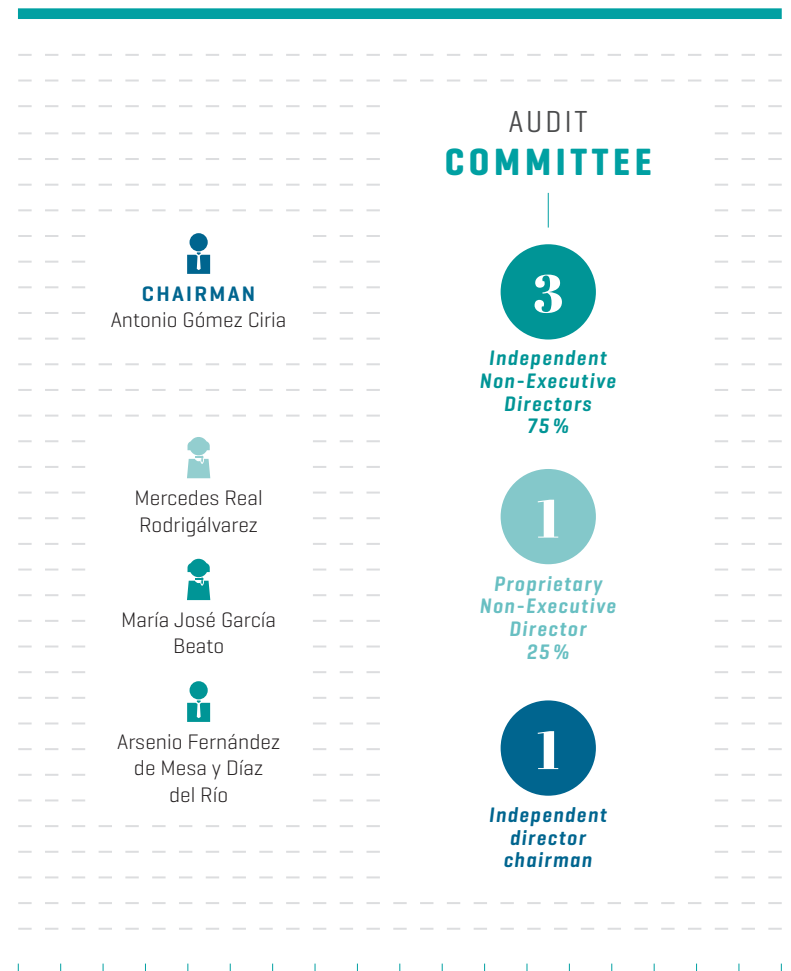 AUDIT
COMMITTEE
CHAIRMAN
Antonio Gómez Ciria
Mercedes Real
Rodrigálvarez
María José García
Beato
Arsenio Fernández
de Mesa y Díaz
del Río
3
Independent
Non-Executive
Directors
75%
1
Proprietary
Non-Executive
Director
25%
1
Independent
director
chairman